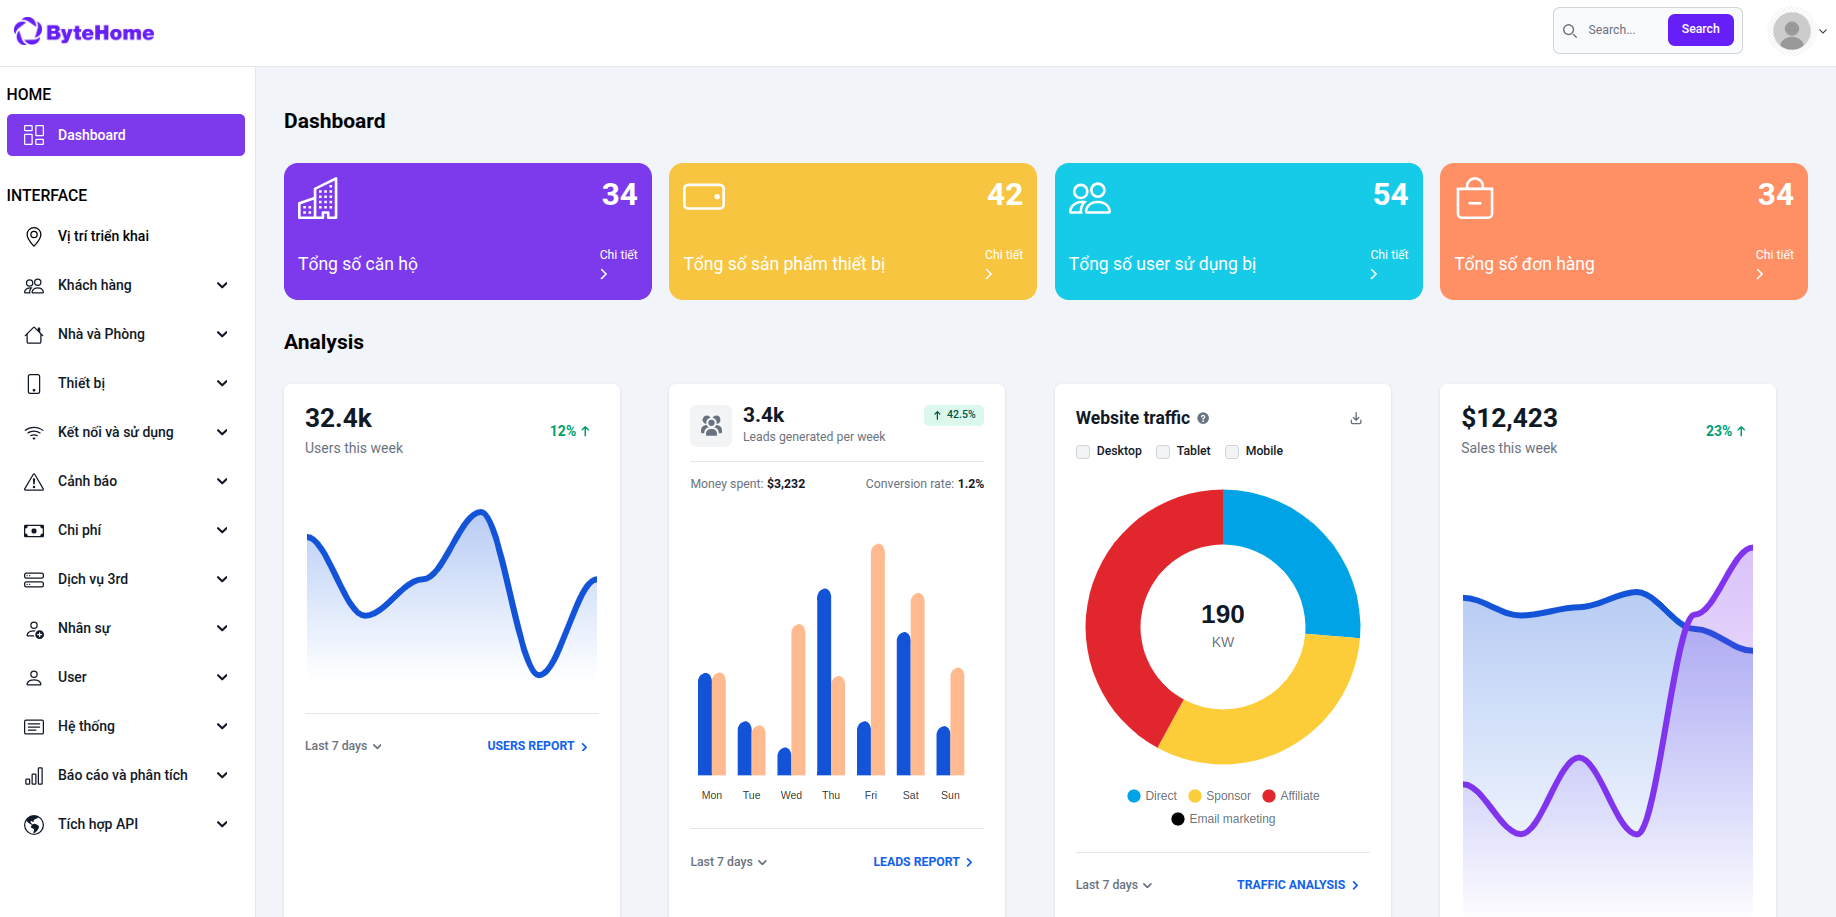 ByteHome
Search...
Search
HOME
Dashboard
INTERFACE
Vị trí triển khai
Khách hàng
Nhà và Phòng
Thiết bị
Kết nối và sử dụng
Cảnh báo
Chi phí
Dịch vụ 3rd
Nhân sự
User
Hệ thống
Báo cáo và phân tích
Tích hợp API
Dashboard
34
Tổng số căn hộ
Chi tiết
42
Tổng số sản phẩm thiết bị
Chi tiết
54
Tổng số user sử dụng bị
Chi tiết
34
Tổng số đơn hàng
Chi tiết
Analysis
32.4k
Users this week
12%
Last 7 days
USERS REPORT
3.4k
Leads generated per week
42.5%
Money spent: $3,232
Conversion rate: 1.2%
Mon Tue Wed Thu Fri Sat Sun
Last 7 days
LEADS REPORT
Website traffic
Desktop Tablet Mobile
190
KW
Direct Sponsor Affiliate
Email marketing
Last 7 days
TRAFFIC ANALYSIS
$12,423
Sales this week
23%